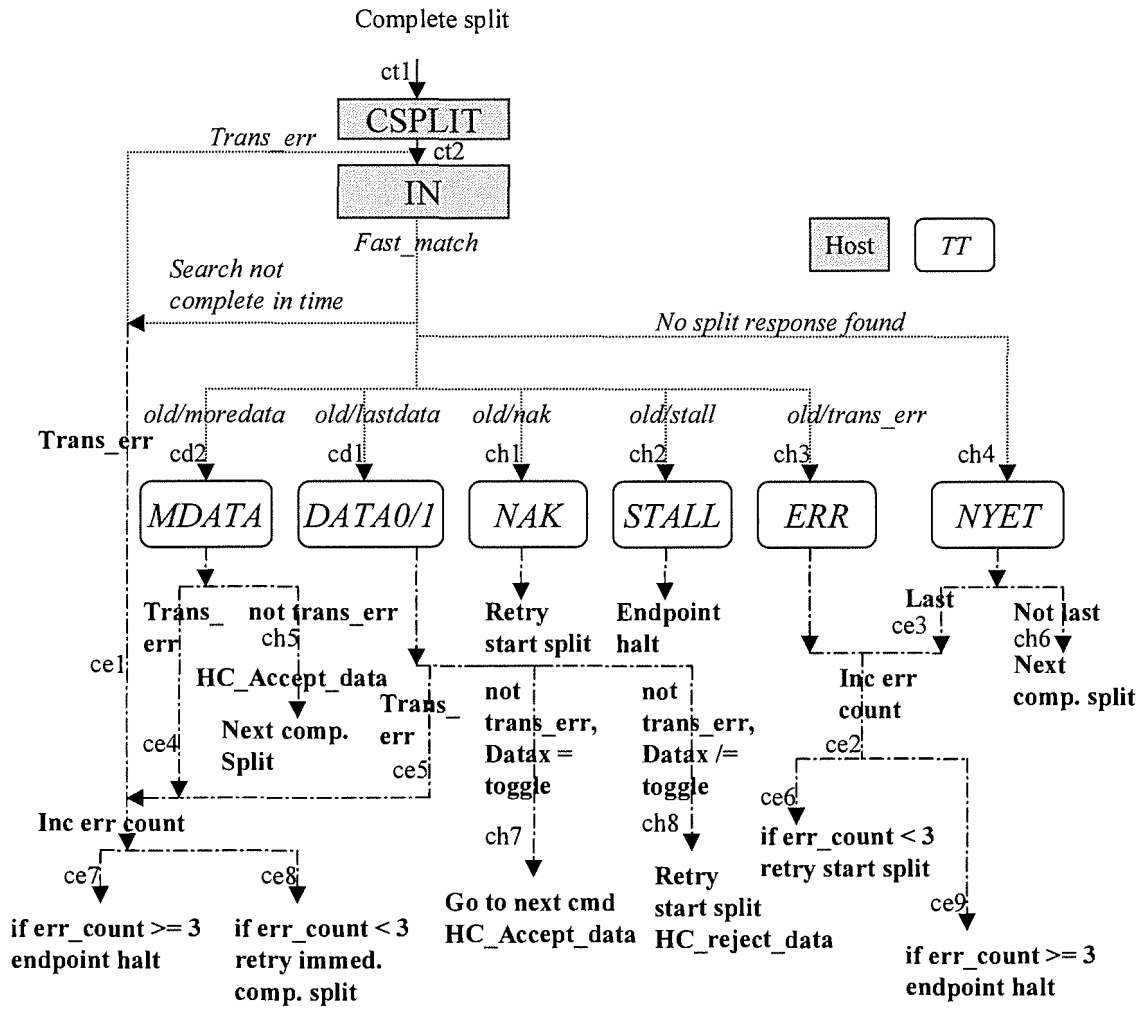 Complete split
ct1
CSPLIT
Trans_err
ct2
IN
Fast_match
Host
TT
Search not
complete in time
No split response found
old/moredata
old/lastdata
old/nak
old/stall
old/trans_err
Trans_err
cd2
cd1
ch1
ch2
ch3
ch4
MDATA
DATA0/1
NAK
STALL
ERR
NYET
Trans_
err
not trans_err
ch5
Retry
start split
Endpoint
halt
Last
ce3
Not last
ch6
Next
comp. split
ce1
HC_Accept_data
Next comp.
Split
Trans_
err
ce4
ce5
not
trans_err,
Datax =
toggle
ch7
not
trans_err,
Datax /=
toggle
ch8
Inc err
count
ce2
ce6
if err_count < 3
retry start split
Inc err count
ce7
ce8
Go to next cmd
HC_Accept_data
Retry
start split
HC_reject_data
ce9
if err_count >= 3
endpoint halt
if err_count < 3
retry immed.
comp. split
if err_count >= 3
endpoint halt